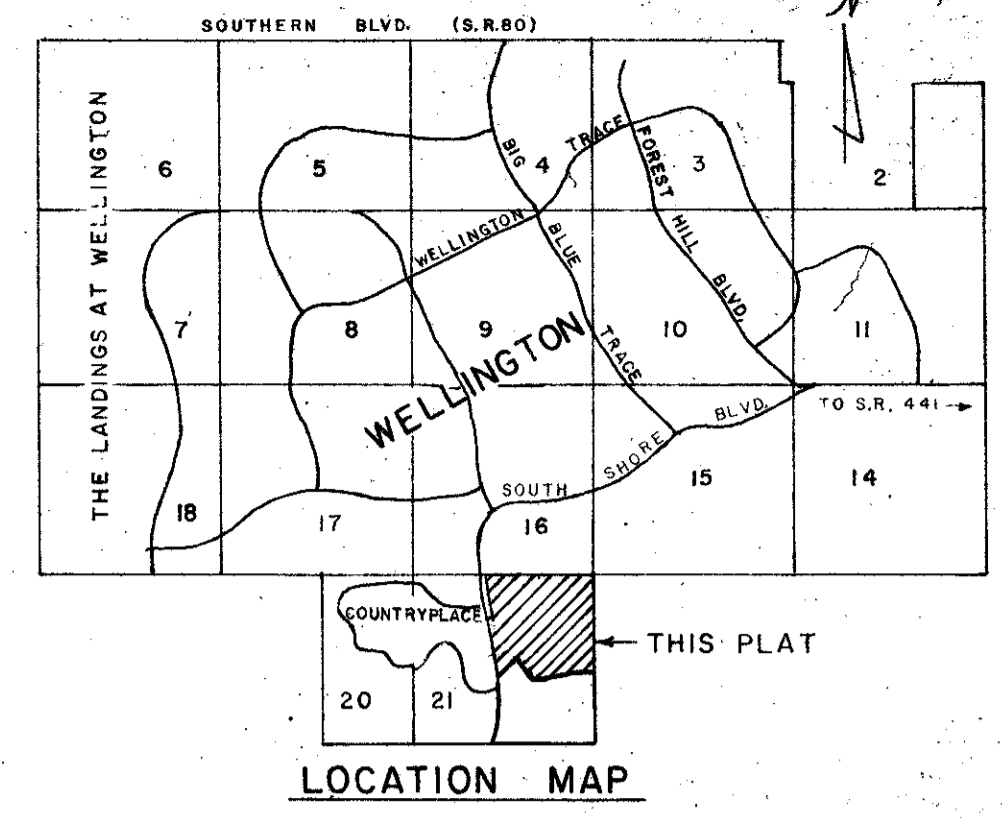 SOUTHERN BLVD. (S.R.80)
N
THE LANDINGS AT WELLINGTON
6
5
BIG
4
TRACE
FOREST HILL BLVD.
3
2
WELLINGTON
BLUE
TRACE
7
8
9
10
11
WELLINGTON
BLVD.
TO S.R. 441
SHORE
SOUTH
15
14
18
17
16
COUNTRYPLACE
THIS PLAT
20
21
LOCATION MAP